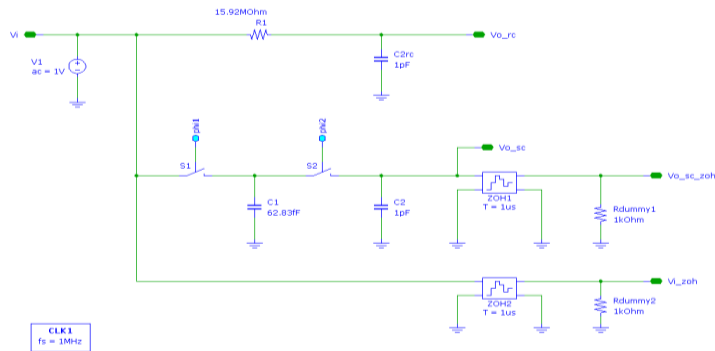 15.92MOhm
R1
Vi
Vo_rc
V1
ac = 1V
C2rc
1pF
phi1
phi2
Vo_sc
S1
S2
Vo_sc_zoh
C1
62.83fF
C2
1pF
ZOH1
T = 1us
Rdummy1
1kOhm
Vi_zoh
ZOH2
T = 1us
Rdummy2
1kOhm
CLK1
fs = 1MHz